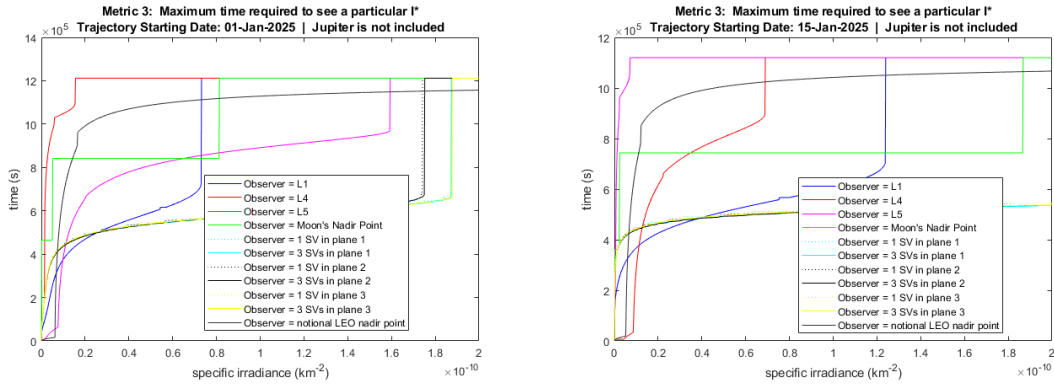 Metric 3: Maximum time required to see a particular I*
Trajectory Starting Date: 01-Jan-2025 | Jupiter is not included
×10⁵
14
12
10
8
6
4
2
0
time (s)
Observer = L1
Observer = L4
Observer = L5
Observer = Moon's Nadir Point
Observer = 1 SV in plane 1
Observer = 3 SVs in plane 1
Observer = 1 SV in plane 2
Observer = 3 SVs in plane 2
Observer = 1 SV in plane 3
Observer = 3 SVs in plane 3
Observer = notional LEO nadir point
0 0.2 0.4 0.6 0.8 1 1.2 1.4 1.6 1.8 2
specific irradiance (km⁻²)
×10⁻¹⁰
Metric 3: Maximum time required to see a particular I*
Trajectory Starting Date: 15-Jan-2025 | Jupiter is not included
×10⁵
12
10
8
6
4
2
0
time (s)
Observer = L1
Observer = L4
Observer = L5
Observer = Moon's Nadir Point
Observer = 1 SV in plane 1
Observer = 3 SVs in plane 1
Observer = 1 SV in plane 2
Observer = 3 SVs in plane 2
Observer = 1 SV in plane 3
Observer = 3 SVs in plane 3
Observer = notional LEO nadir point
0 0.2 0.4 0.6 0.8 1 1.2 1.4 1.6 1.8 2
specific irradiance (km⁻²)
×10⁻¹⁰